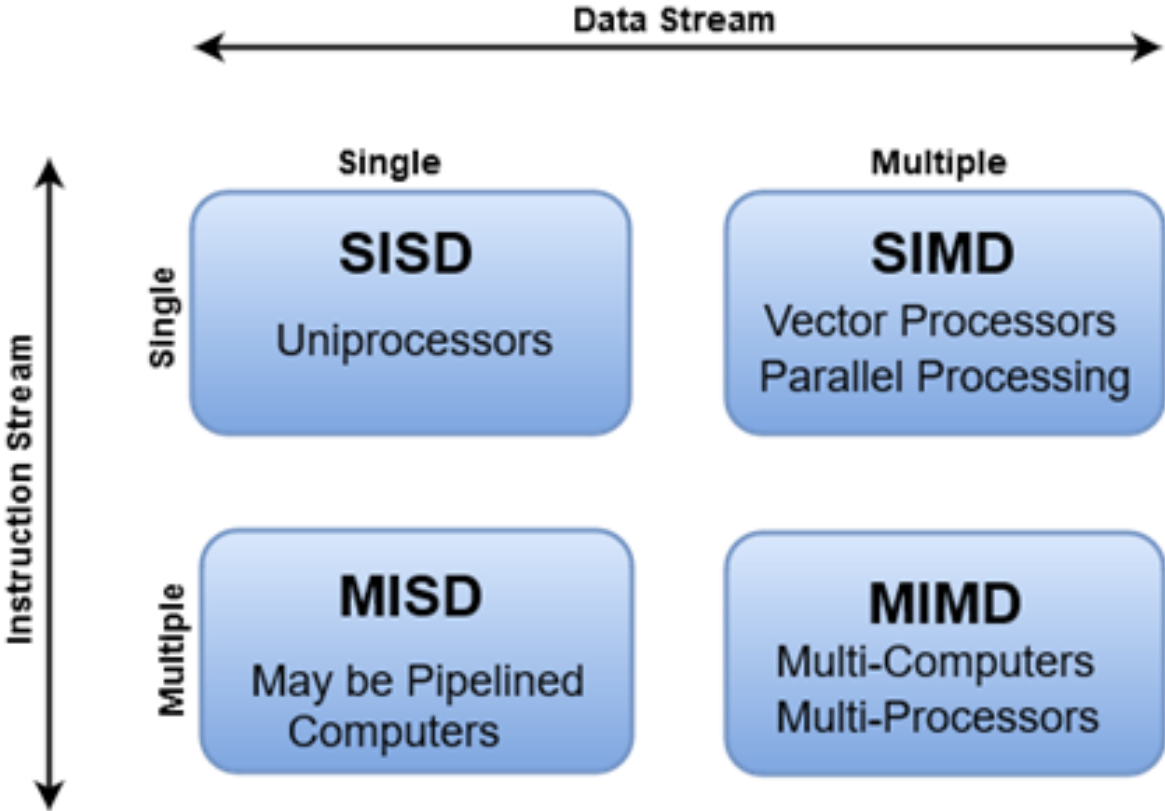 Data Stream
Single
Multiple
Instruction Stream
Single
SISD
Uniprocessors
SIMD
Vector Processors
Parallel Processing
Multiple
MISD
May be Pipelined
Computers
MIMD
Multi-Computers
Multi-Processors